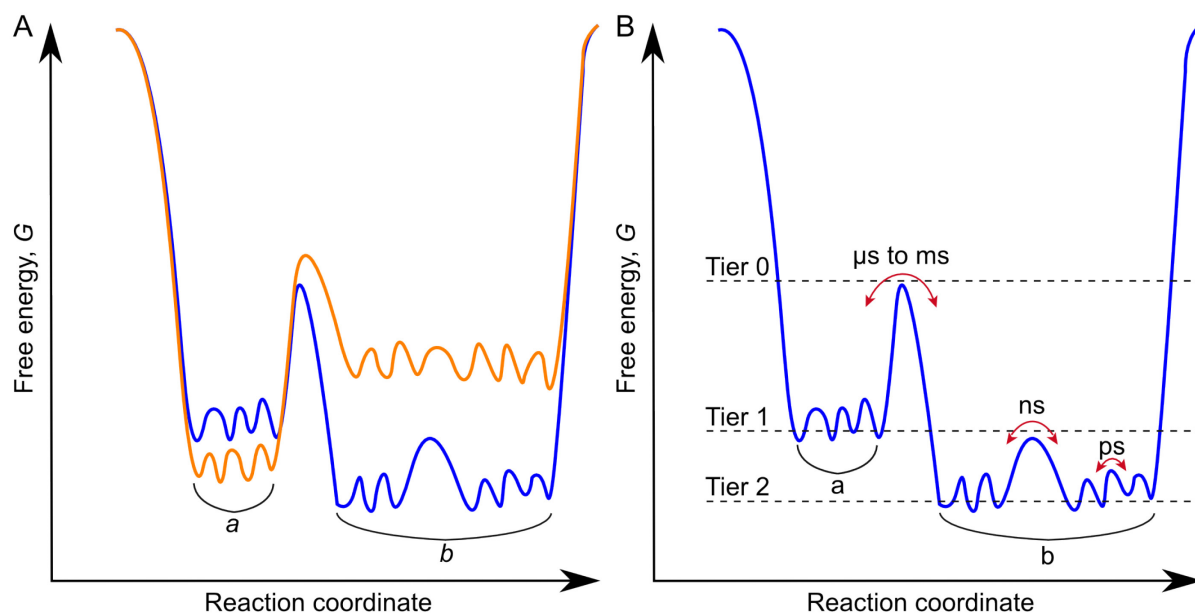 A
Free energy, G
a
b
Reaction coordinate
B
Free energy, G
Tier 0
µs to ms
Tier 1
ns
a
ps
Tier 2
b
Reaction coordinate